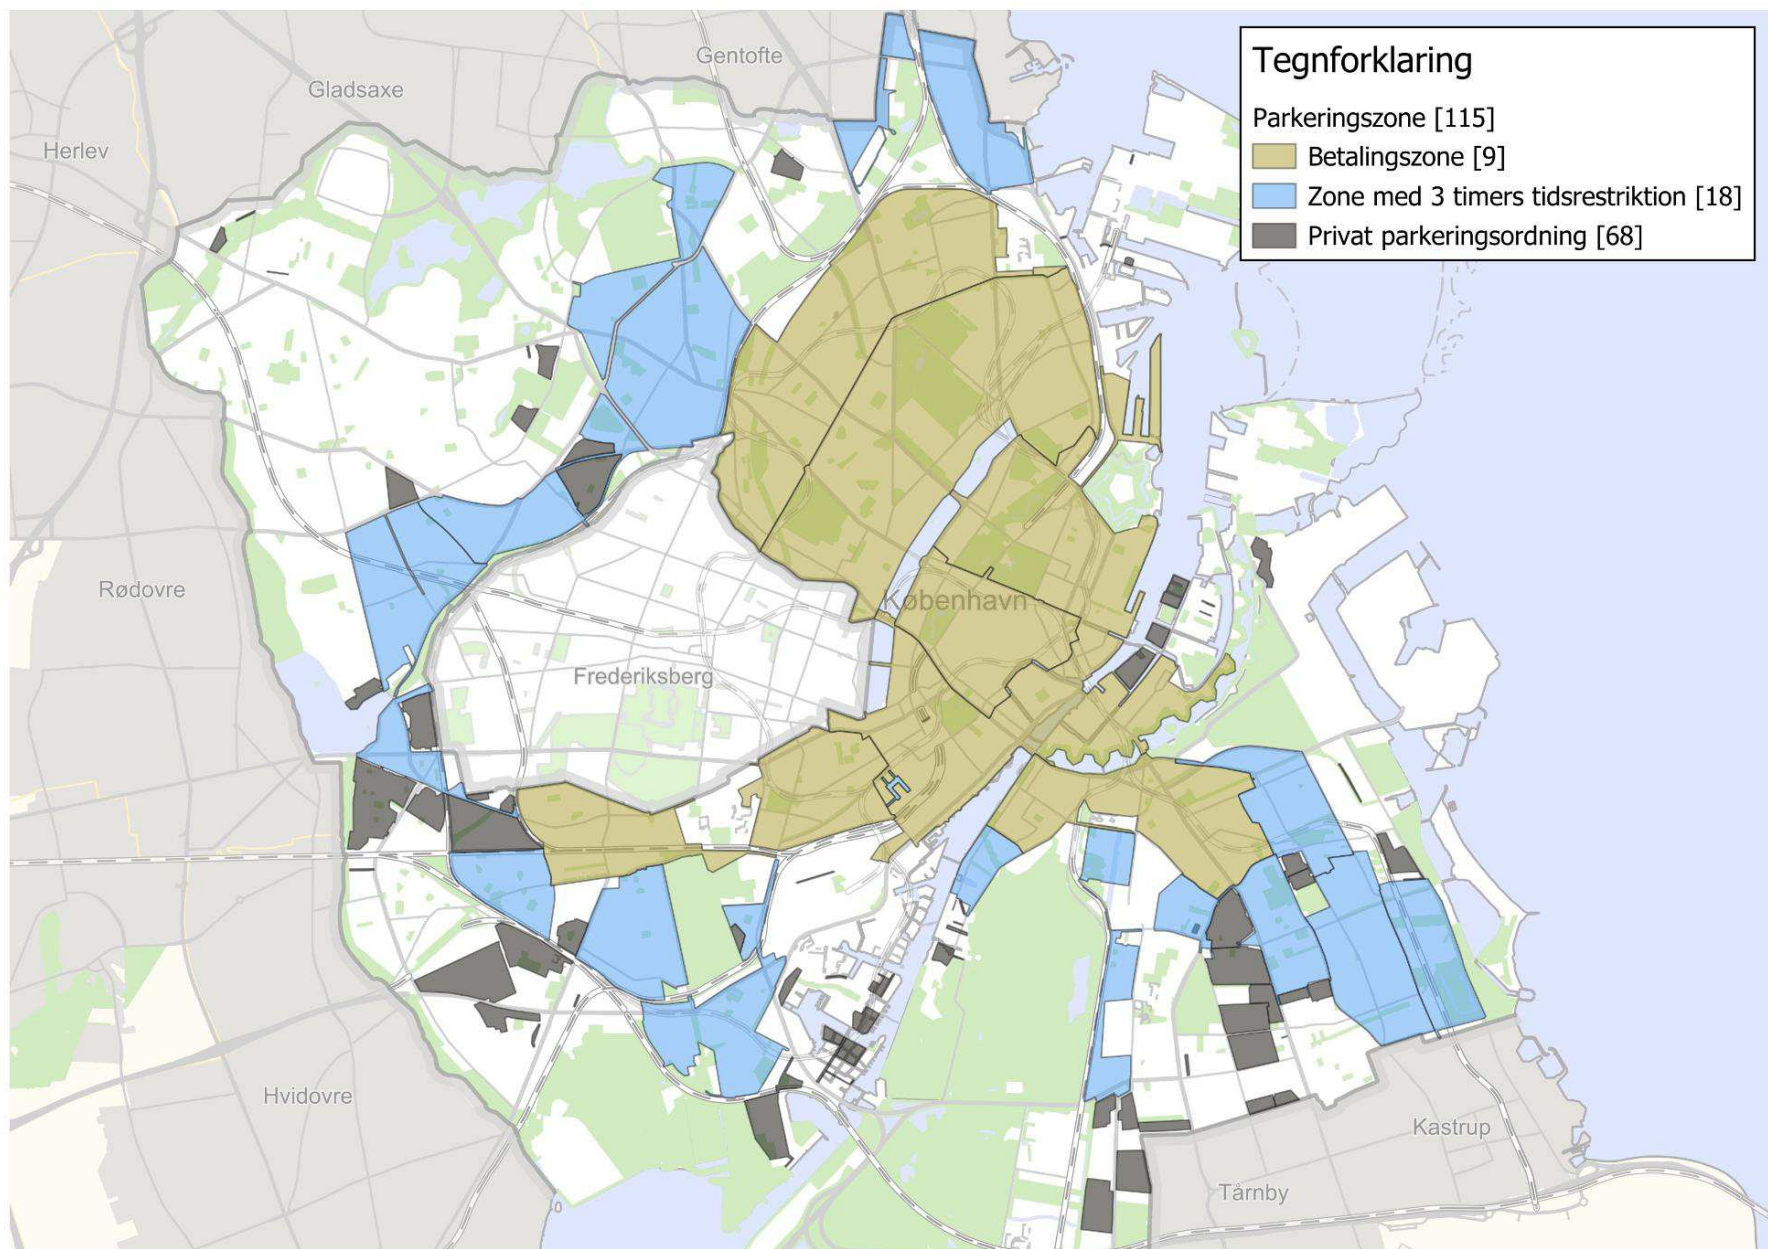 Tegnforklaring
Parkeringszone [115]
Betalingszone [9]
Zone med 3 timers tidsrestriktion [18]
Privat parkeringsordning [68]
Gentofte
Gladsaxe
Herlev
Rødovre
København
Frederiksberg
Hvidovre
Kastrup
Tårnby